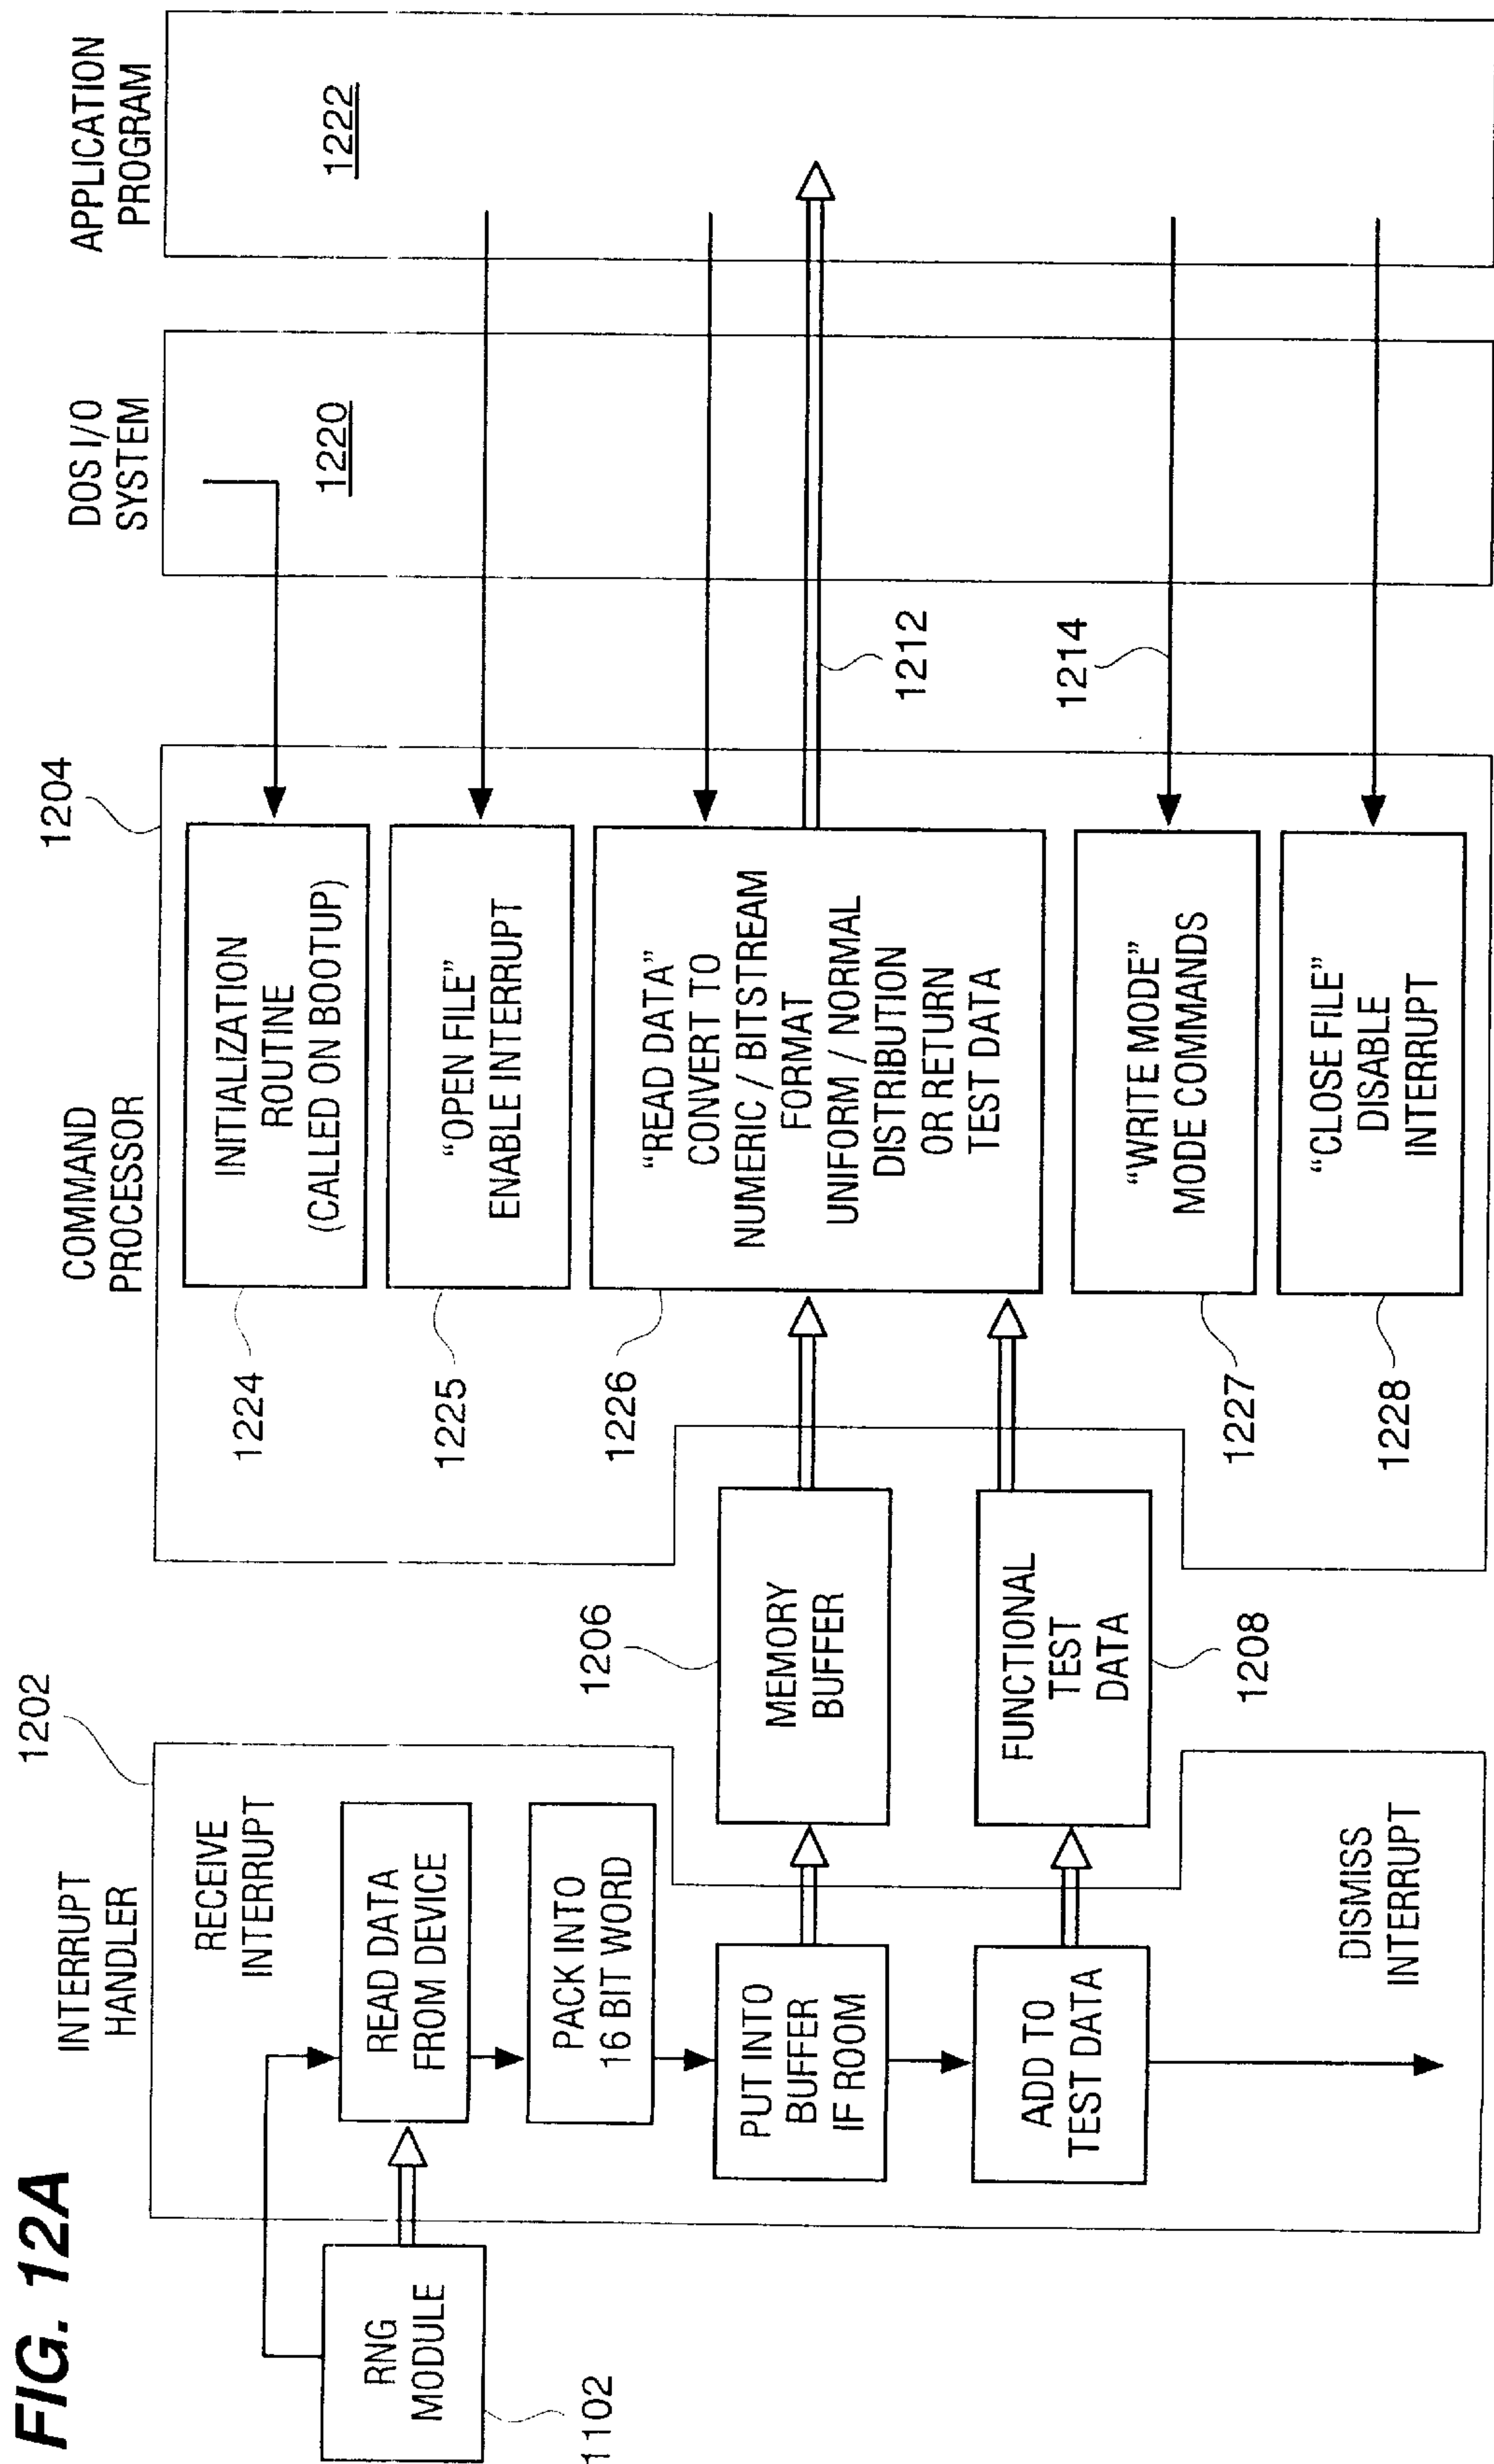 FIG. 12A
INTERRUPT
HANDLER
1202
RECEIVE
INTERRUPT
RNG
MODULE
1102
READ DATA
FROM DEVICE
PACK INTO
16 BIT WORD
PUT INTO
BUFFER
IF ROOM
ADD TO
TEST DATA
DISMISS
INTERRUPT
1206
MEMORY
BUFFER
FUNCTIONAL
TEST
DATA
1208
COMMAND
PROCESSOR
1204
INITIALIZATION
ROUTINE
(CALLED ON BOOTUP)
1224
“OPEN FILE”
ENABLE INTERRUPT
1225
“READ DATA”
CONVERT TO
NUMERIC / BITSTREAM
FORMAT
UNIFORM / NORMAL
DISTRIBUTION
OR RETURN
TEST DATA
1226
“WRITE MODE”
MODE COMMANDS
1227
“CLOSE FILE”
DISABLE
INTERRUPT
1228
1212
1214
DOS I/O
SYSTEM
1220
APPLICATION
PROGRAM
1222